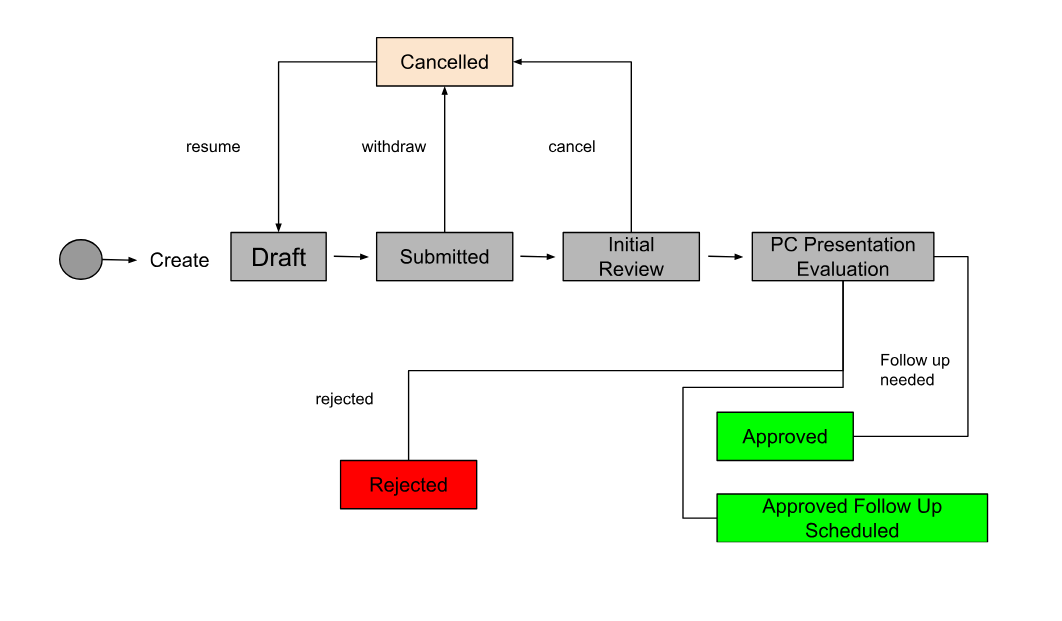 Cancelled
resume
withdraw
cancel
Create
Draft
Submitted
Initial
Review
PC Presentation
Evaluation
Follow up
needed
rejected
Approved
Rejected
Approved Follow Up
Scheduled